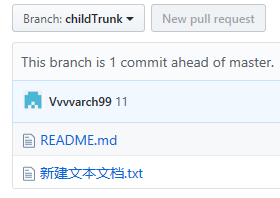 Branch: childTrunk New pull request
This branch is 1 commit ahead of master.
Vvvvarch99 11
README.md
新建文本文档.txt